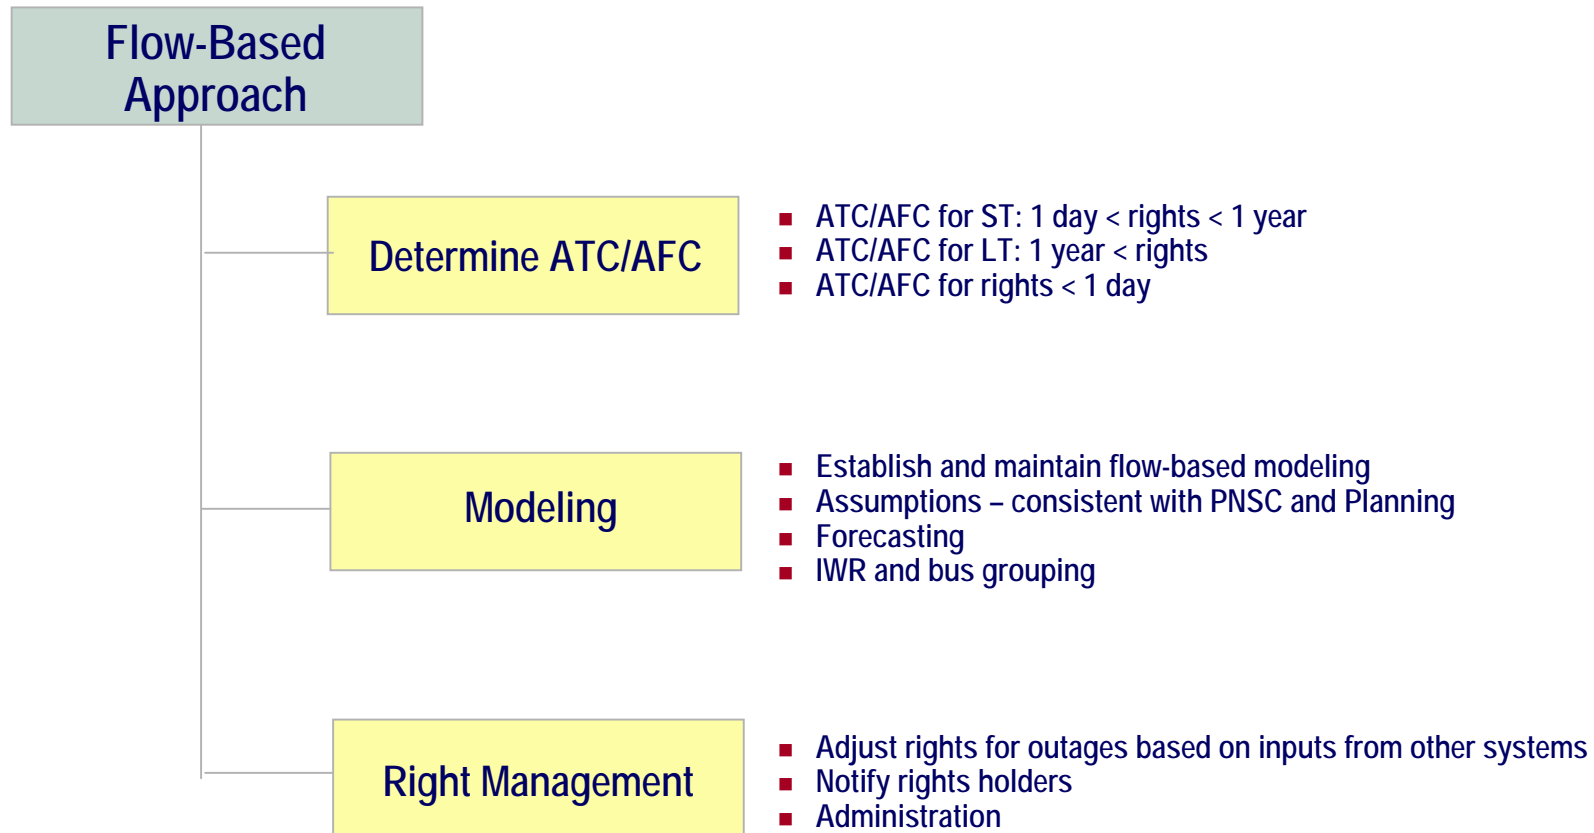 Flow-Based
Approach
Determine ATC/AFC
■ ATC/AFC for ST: 1 day < rights < 1 year
■ ATC/AFC for LT: 1 year < rights
■ ATC/AFC for rights < 1 day
Modeling
■ Establish and maintain flow-based modeling
■ Assumptions – consistent with PNSC and Planning
■ Forecasting
■ IWR and bus grouping
Right Management
■ Adjust rights for outages based on inputs from other systems
■ Notify rights holders
■ Administration